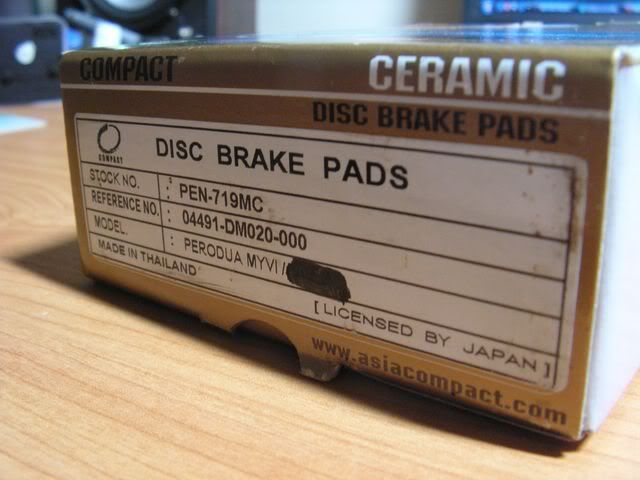 COMPACT
CERAMIC
DISC BRAKE PADS
COMPACT
DISC BRAKE PADS
STOCK NO. : PEN-719MC
REFERENCE NO. : 04491-DM020-000
MODEL. : PERODUA MYVI /
MADE IN THAILAND
[ LICENSED BY JAPAN ]
www.asiacompact.com